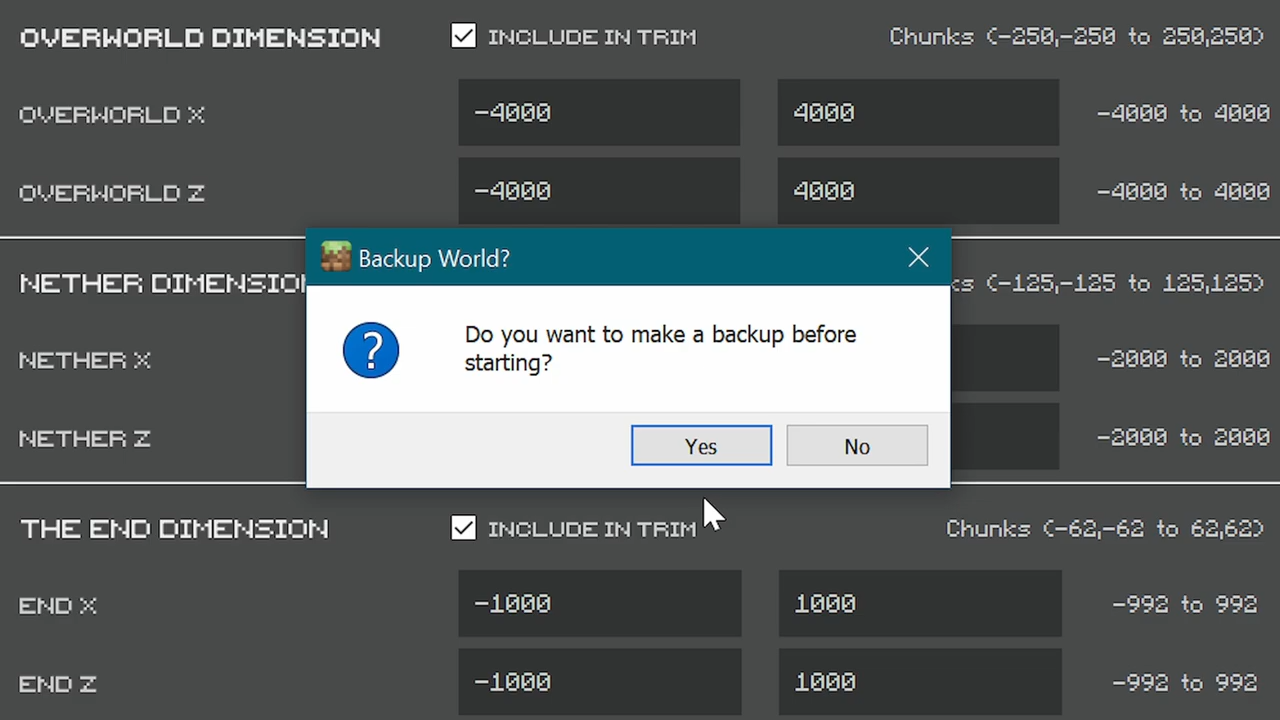 OVERWORLD DIMENSION INCLUDE IN TRIM Chunks (-250,-250 to 250,250)
OVERWORLD X -4000 4000 -4000 to 4000
OVERWORLD Z -4000 4000 -4000 to 4000
Backup World?
NETHER DIMENSION (-125,-125 to 125,125)
Do you want to make a backup before
starting?
NETHER X -2000 to 2000
NETHER Z -2000 to 2000
Yes No
THE END DIMENSION INCLUDE IN TRIM Chunks (-62,-62 to 62,62)
END X -1000 1000 -992 to 992
END Z -1000 1000 -992 to 992